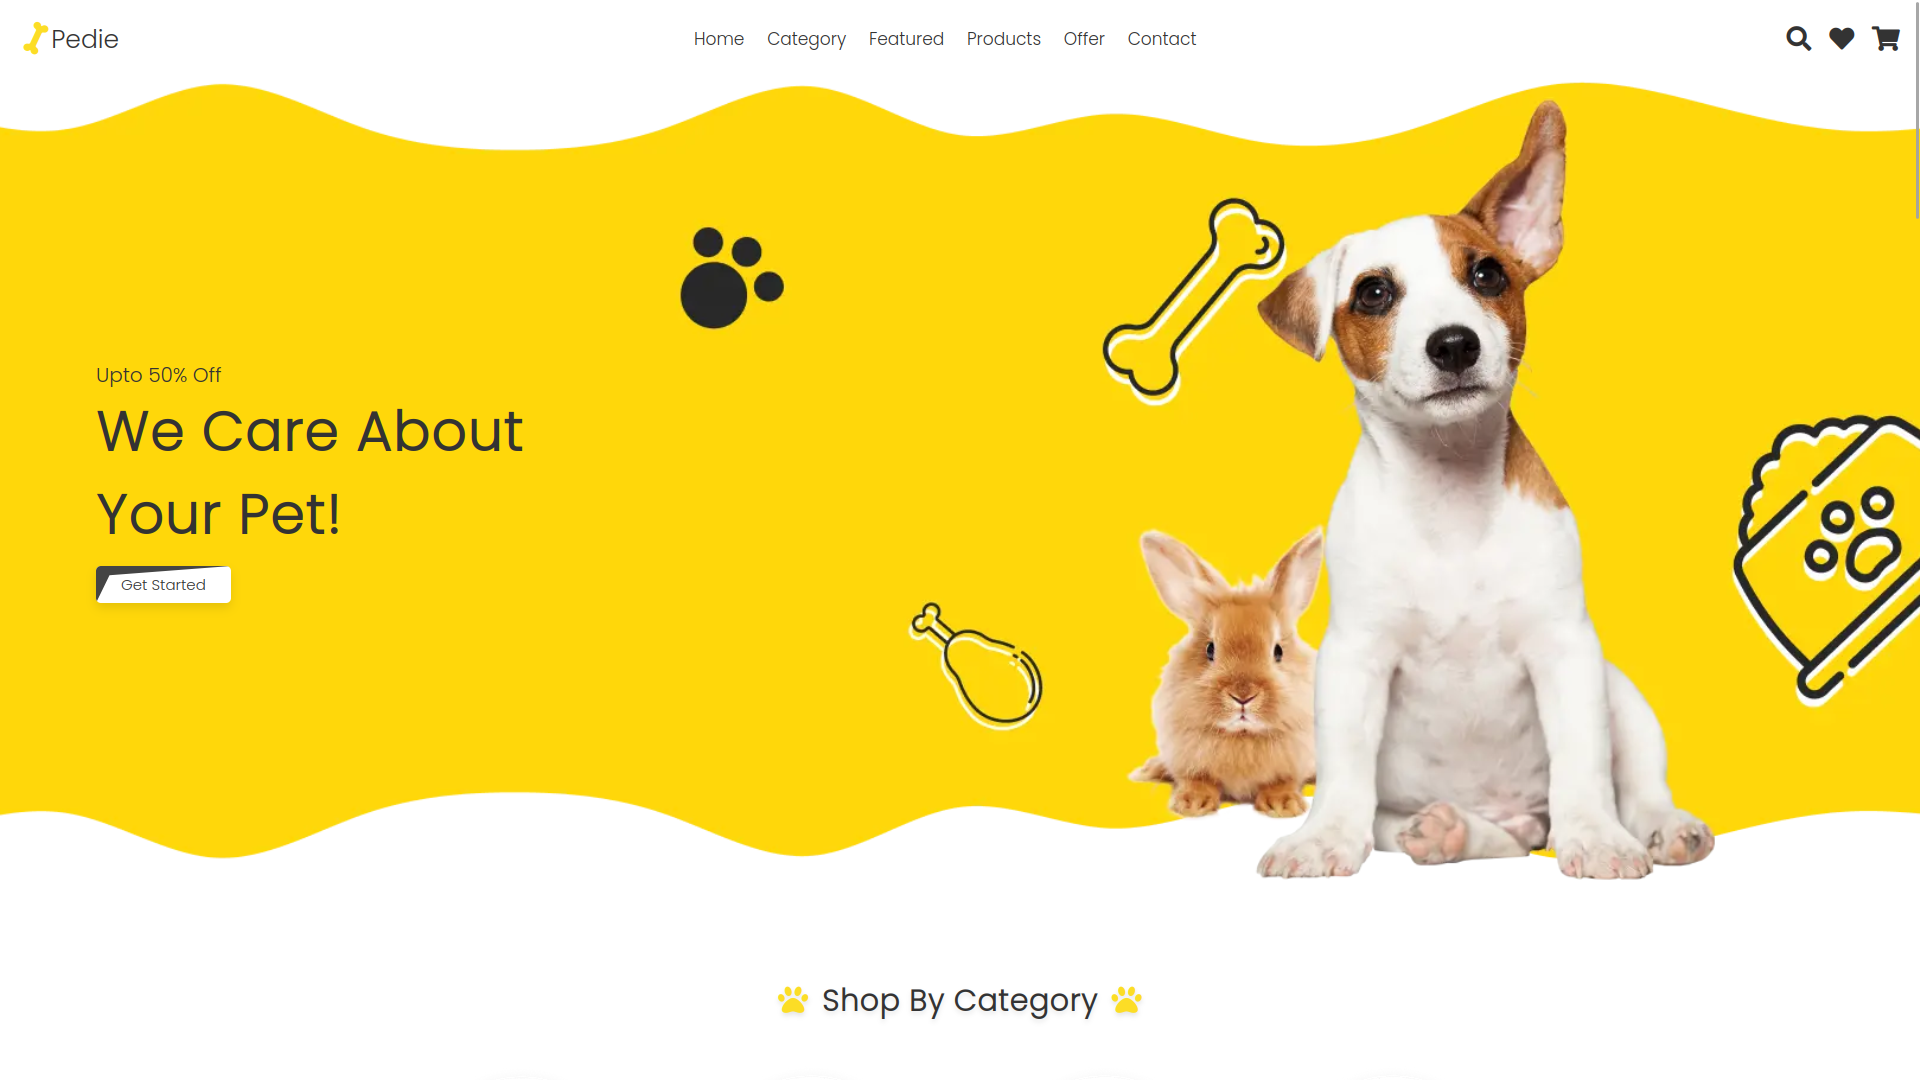 Pedie
Home Category Featured Products Offer Contact
Upto 50% Off
We Care About
Your Pet!
Get Started
Shop By Category